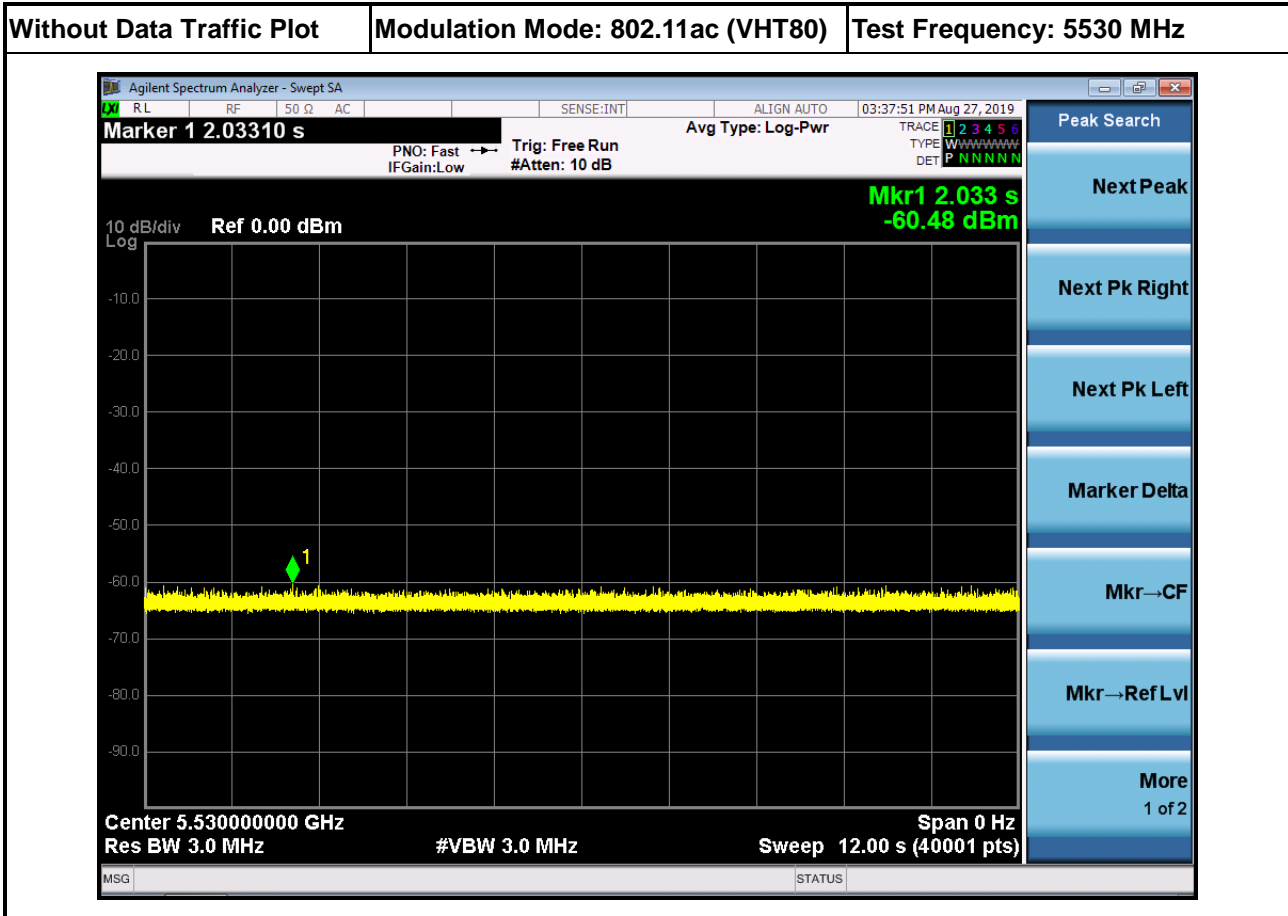 Without Data Traffic Plot Modulation Mode: 802.11ac (VHT80) Test Frequency: 5530 MHz
Agilent Spectrum Analyzer - Swept SA
LXI RL RF 50 Ω AC SENSE:INT ALIGN AUTO 03:37:51 PM Aug 27, 2019
Marker 1 2.03310 s
PNO: Fast
IFGain:Low
Trig: Free Run
#Atten: 10 dB
Avg Type: Log-Pwr
TRACE 1 2 3 4 5 6
TYPE WWWWWW
DET P N N N N N
Peak Search
Mkr1 2.033 s
-60.48 dBm
10 dB/div Ref 0.00 dBm
Log
-10.0
-20.0
-30.0
-40.0
-50.0
-60.0
-70.0
-80.0
-90.0
1
Next Peak
Next Pk Right
Next Pk Left
Marker Delta
Mkr→CF
Mkr→Ref Lvl
More
1 of 2
Center 5.530000000 GHz Span 0 Hz
Res BW 3.0 MHz #VBW 3.0 MHz Sweep 12.00 s (40001 pts)
MSG STATUS